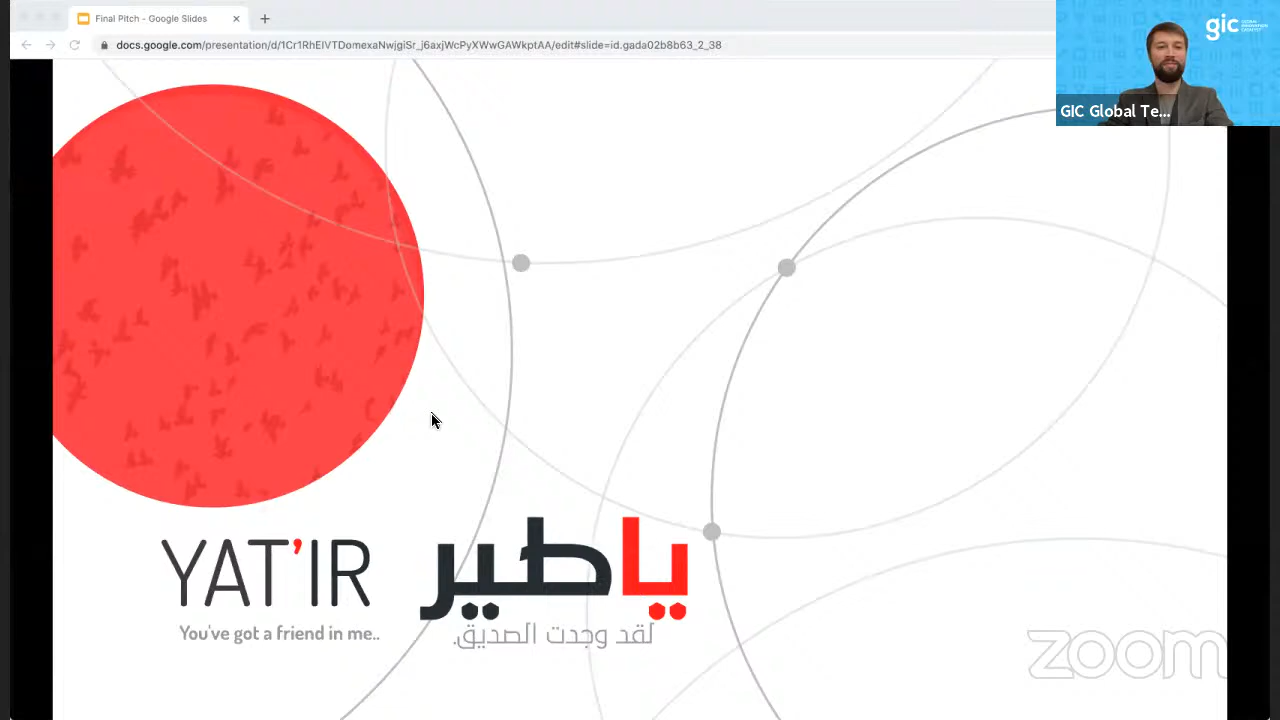 Final Pitch - Google Slides
docs.google.com/presentation/d/1Cr1RhEIVTDomexaNwjgiSr_j6axjWcPyXWwGAWkptAA/edit#slide=id.gada02b8b63_2_38
gic
GIC Global Te...
YAT'IR
You've got a friend in me..
ياطير
لقد وجدت الصديق.
zoom